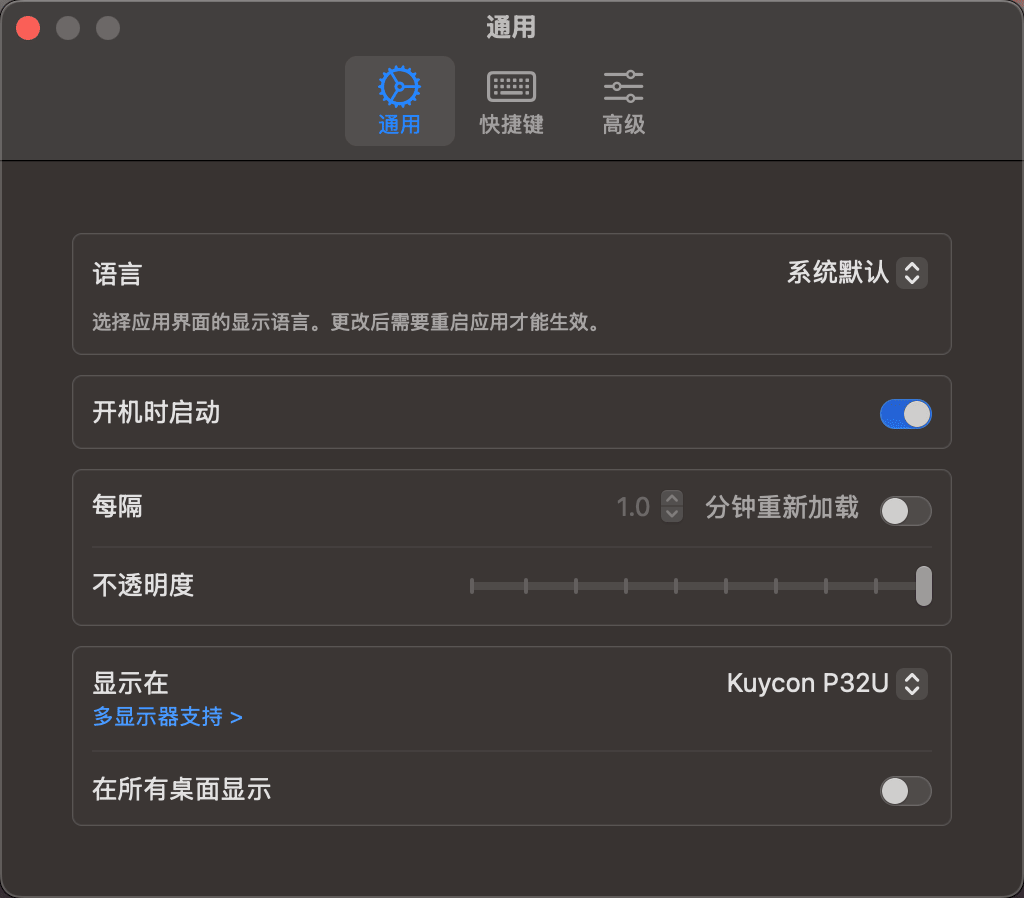 通用
通用
快捷键
高级
语言
系统默认
选择应用界面的显示语言。更改后需要重启应用才能生效。
开机时启动
每隔
1.0
分钟重新加载
不透明度
显示在
Kuycon P32U
多显示器支持 >
在所有桌面显示